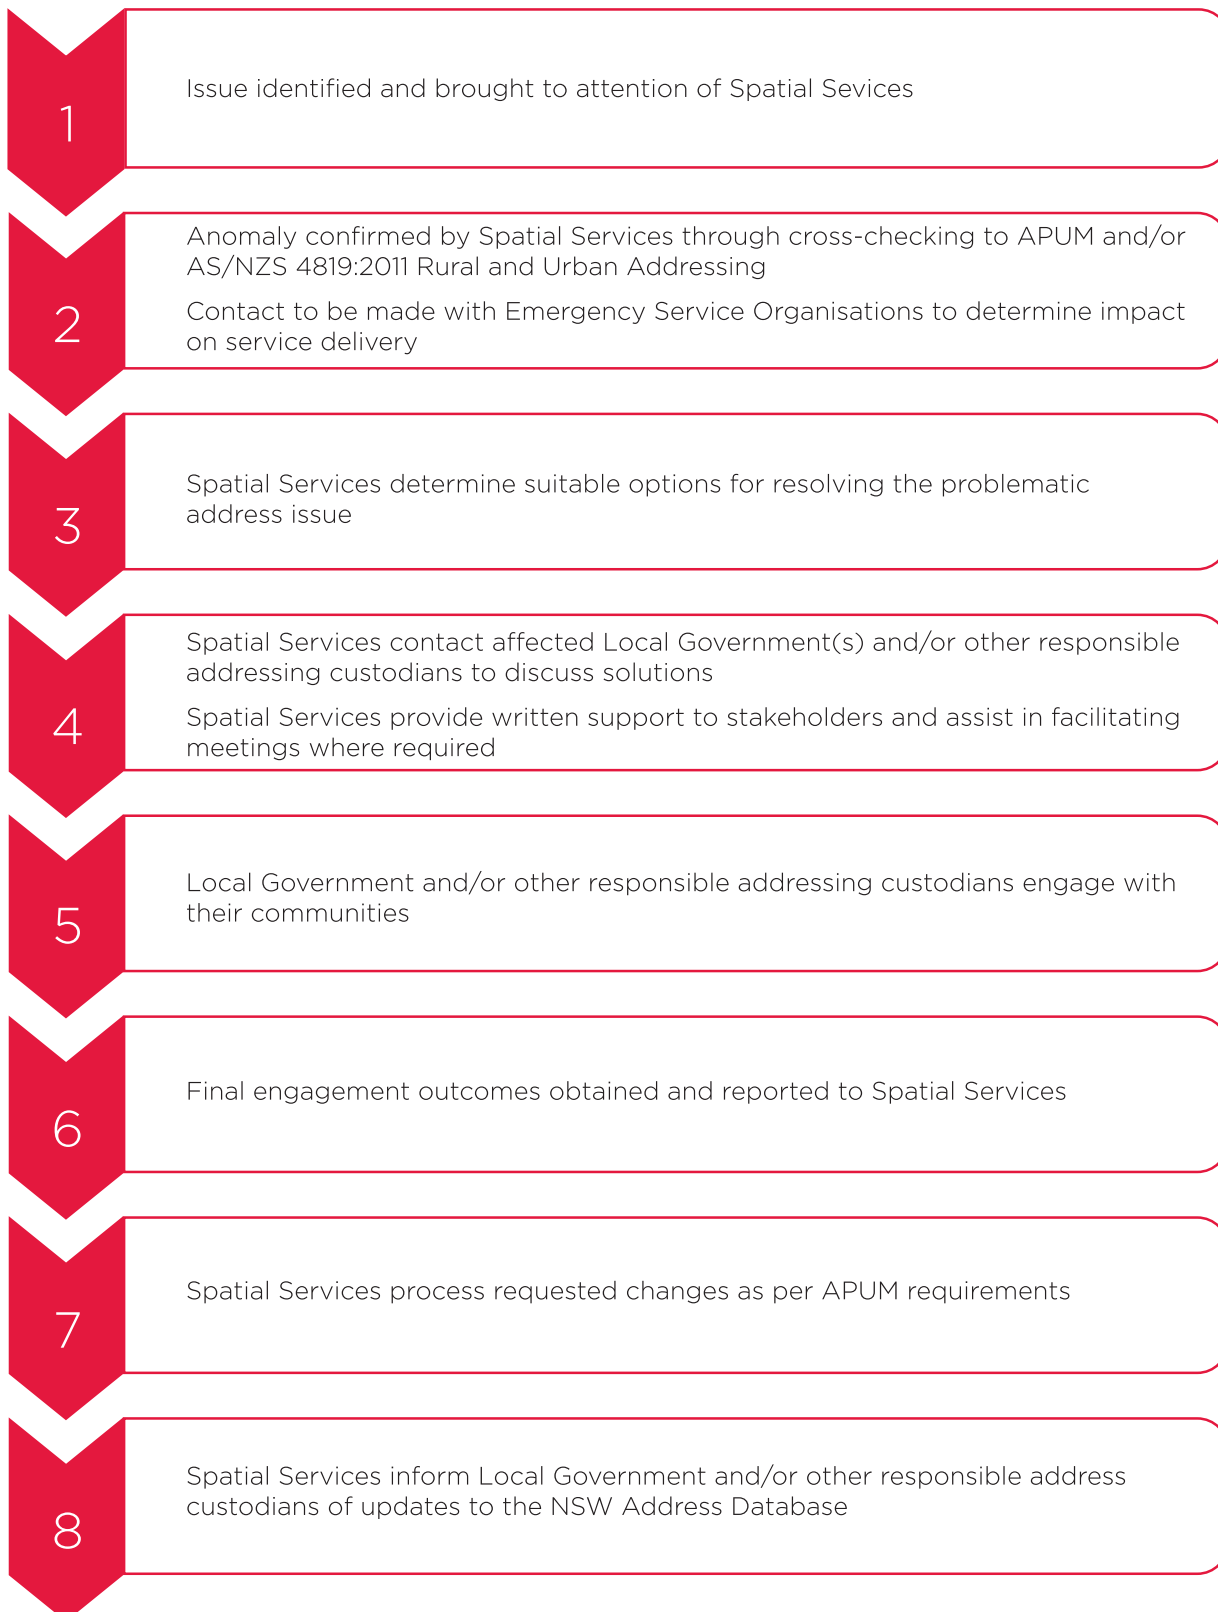 1
Issue identified and brought to attention of Spatial Sevices
2
Anomaly confirmed by Spatial Services through cross-checking to APUM and/or
AS/NZS 4819:2011 Rural and Urban Addressing
Contact to be made with Emergency Service Organisations to determine impact
on service delivery
3
Spatial Services determine suitable options for resolving the problematic
address issue
4
Spatial Services contact affected Local Government(s) and/or other responsible
addressing custodians to discuss solutions
Spatial Services provide written support to stakeholders and assist in facilitating
meetings where required
5
Local Government and/or other responsible addressing custodians engage with
their communities
6
Final engagement outcomes obtained and reported to Spatial Services
7
Spatial Services process requested changes as per APUM requirements
8
Spatial Services inform Local Government and/or other responsible address
custodians of updates to the NSW Address Database